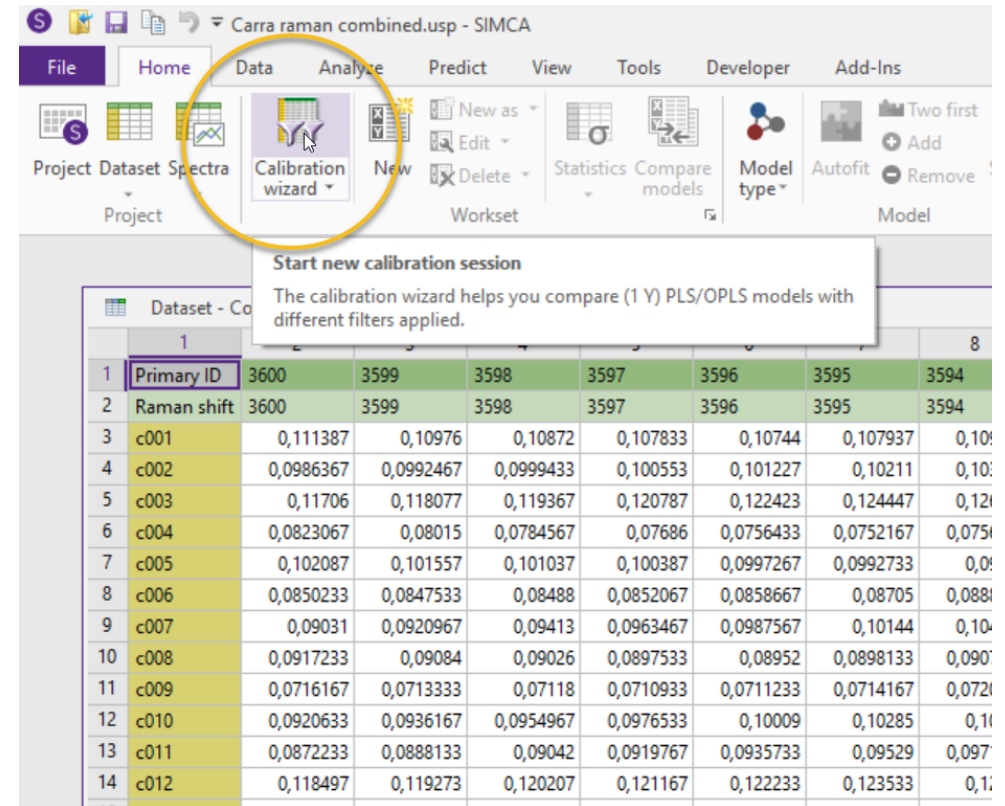 S Carra raman combined.usp - SIMCA
File Home Data Analyze Predict View Tools Developer Add-Ins
S New as Two first
X Y σ Edit Add
Project Dataset Spectra Calibration wizard New Delete Statistics Compare models Model type Autofit Remove
Project Workset Model
Start new calibration session
The calibration wizard helps you compare (1 Y) PLS/OPLS models with
different filters applied.
Dataset
1 8
1 Primary ID 3600 3599 3598 3597 3596 3595 3594
2 Raman shift 3600 3599 3598 3597 3596 3595 3594
3 c001 0,111387 0,10976 0,10872 0,107833 0,10744 0,107937
4 c002 0,0986367 0,0992467 0,0999433 0,100553 0,101227 0,10211
5 c003 0,11706 0,118077 0,119367 0,120787 0,122423 0,124447
6 c004 0,0823067 0,08015 0,0784567 0,07686 0,0756433 0,0752167
7 c005 0,102087 0,101557 0,101037 0,100387 0,0997267 0,0992733
8 c006 0,0850233 0,0847533 0,08488 0,0852067 0,0858667 0,08705
9 c007 0,09031 0,0920967 0,09413 0,0963467 0,0987567 0,10144
10 c008 0,0917233 0,09084 0,09026 0,0897533 0,08952 0,0898133
11 c009 0,0716167 0,0713333 0,07118 0,0710933 0,0711233 0,0714167
12 c010 0,0920633 0,0936167 0,0954967 0,0976533 0,10009 0,10285
13 c011 0,0872233 0,0888133 0,09042 0,0919767 0,0935733 0,09529
14 c012 0,118497 0,119273 0,120207 0,121167 0,122233 0,123533